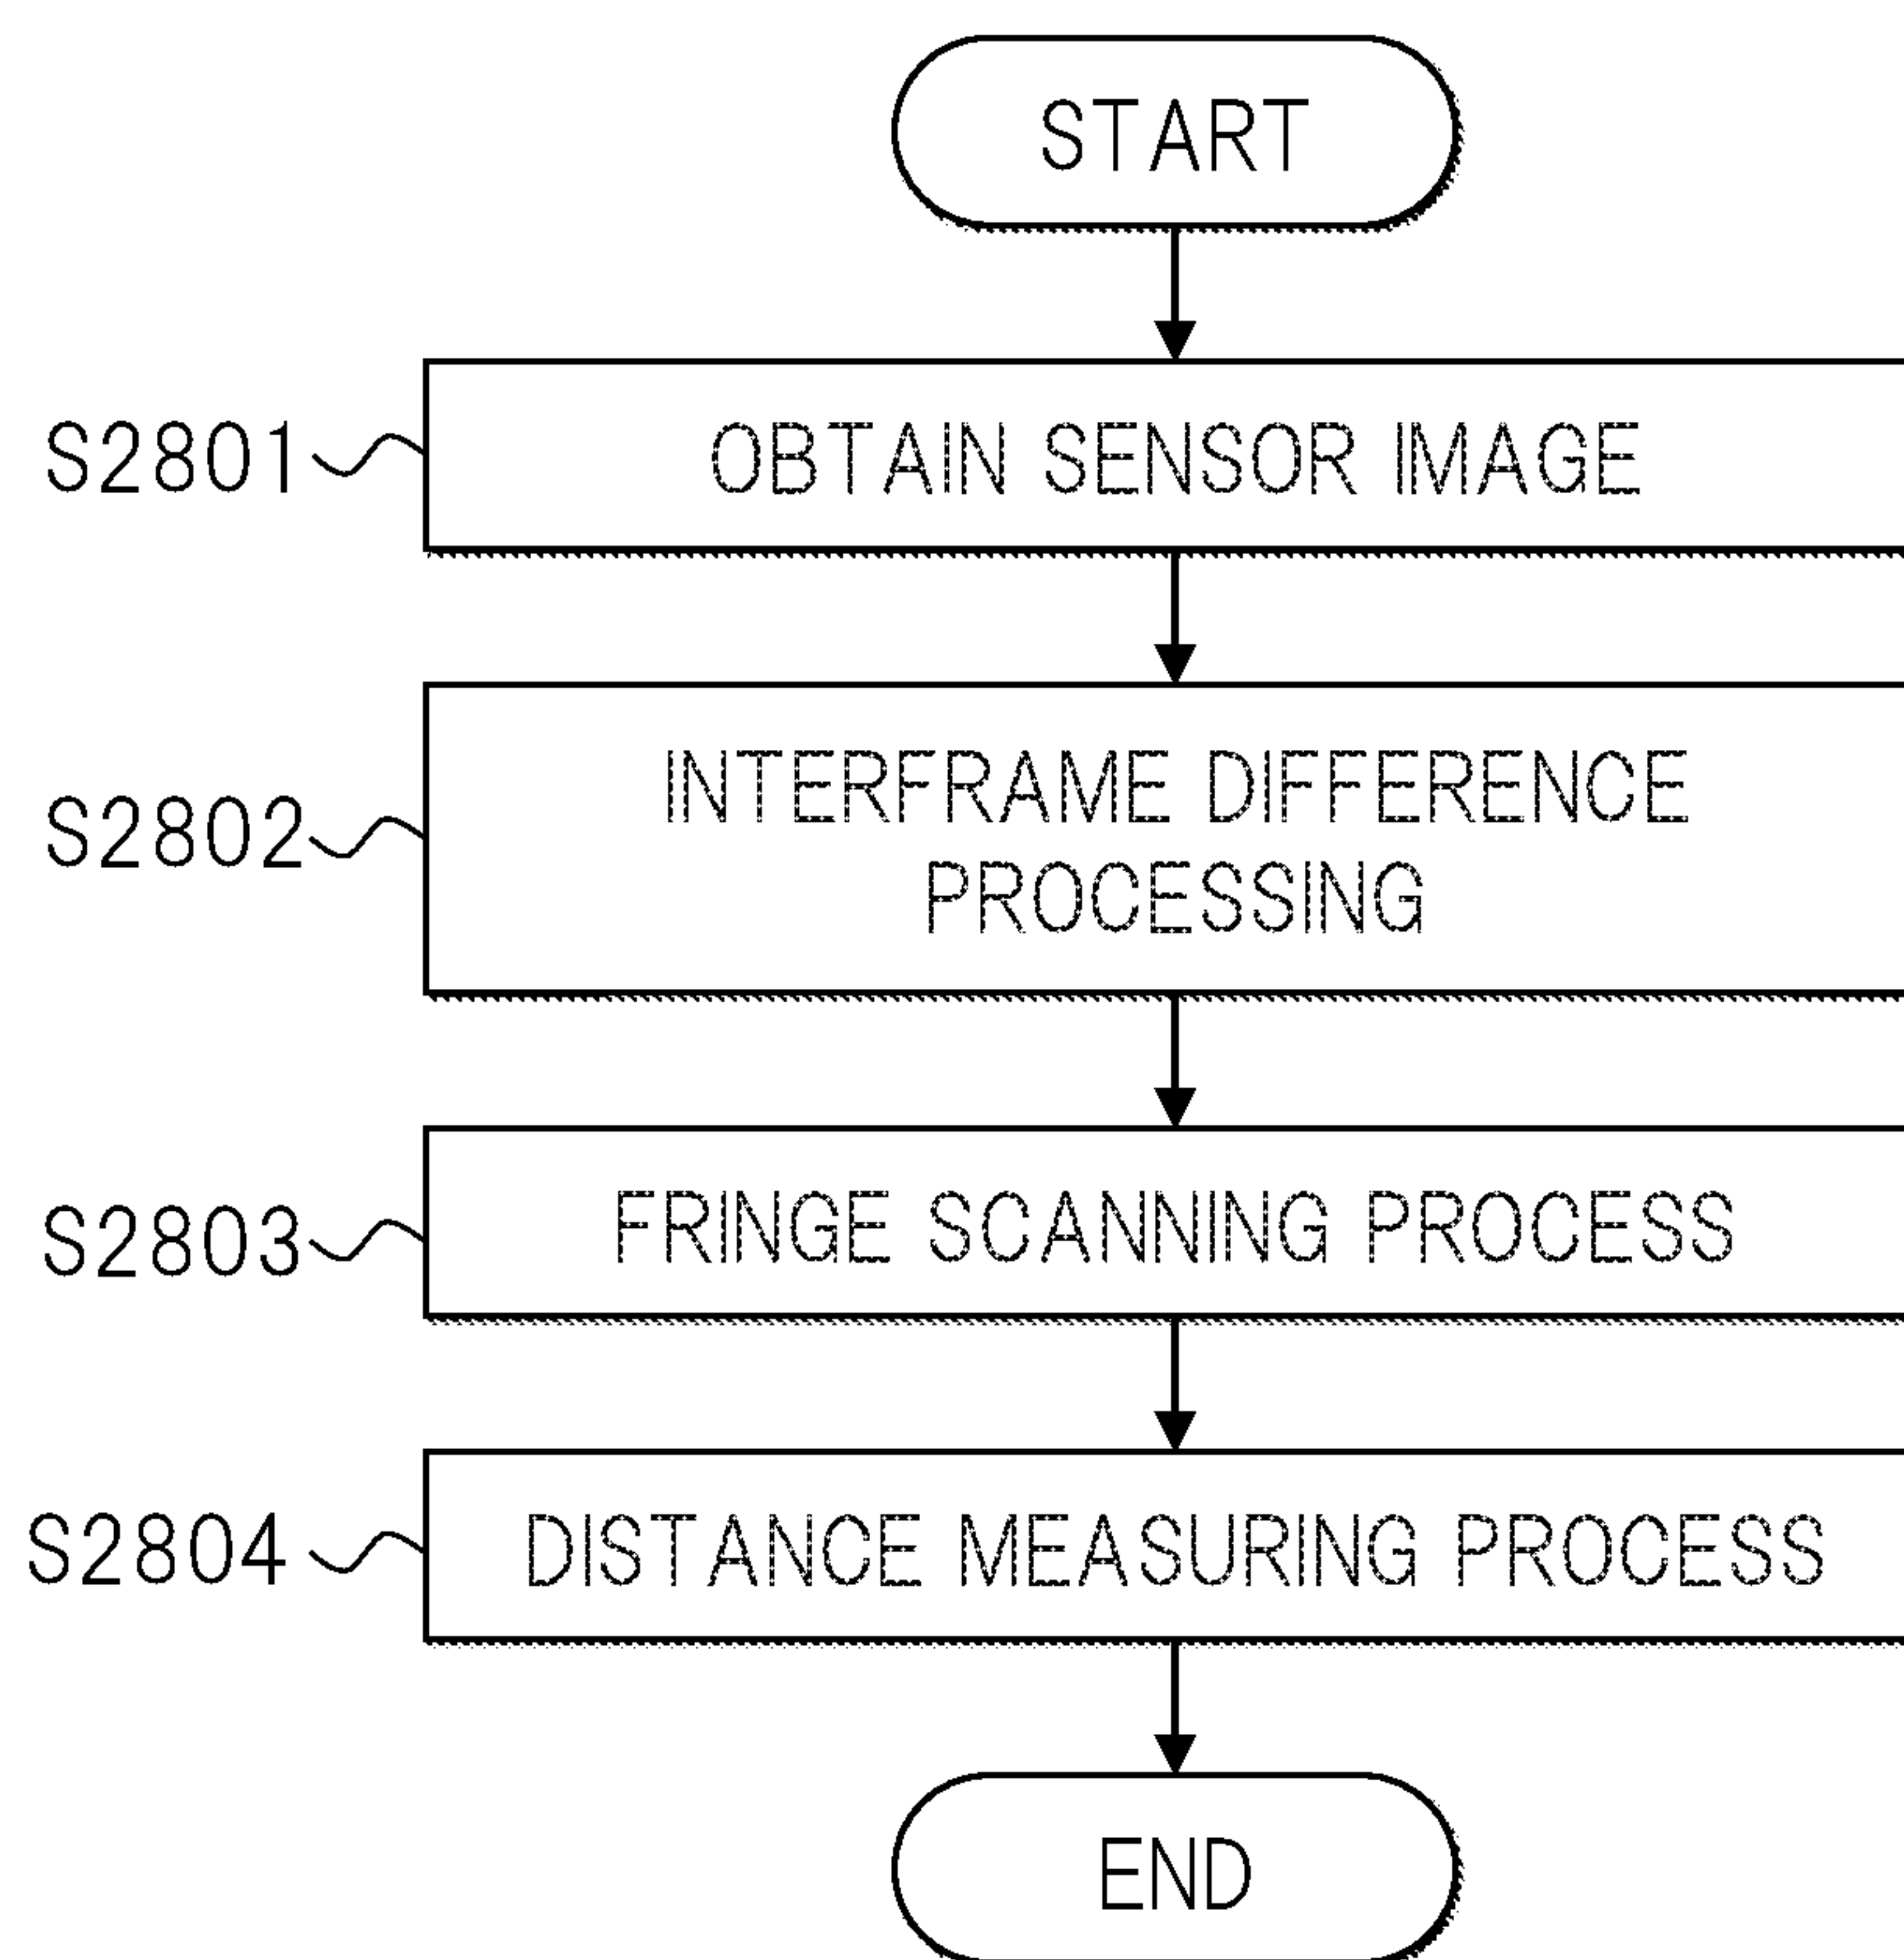 START
S2801
OBTAIN SENSOR IMAGE
S2802
INTERFRAME DIFFERENCE
PROCESSING
S2803
FRINGE SCANNING PROCESS
S2804
DISTANCE MEASURING PROCESS
END